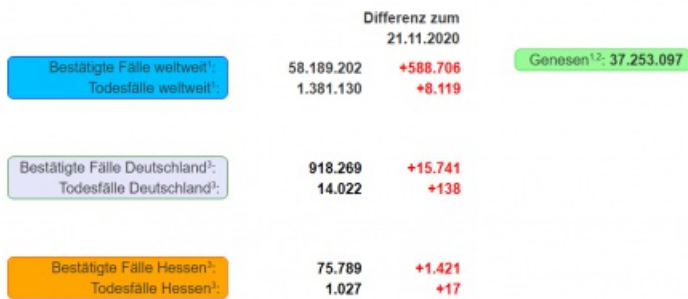 Differenz zum
21.11.2020
Bestätigte Fälle weltweit¹: 58.189.202 +588.706 Genesen¹,²: 37.253.097
Todesfälle weltweit¹: 1.381.130 +8.119
Bestätigte Fälle Deutschland³: 918.269 +15.741
Todesfälle Deutschland³: 14.022 +138
Bestätigte Fälle Hessen³: 75.789 +1.421
Todesfälle Hessen³: 1.027 +17